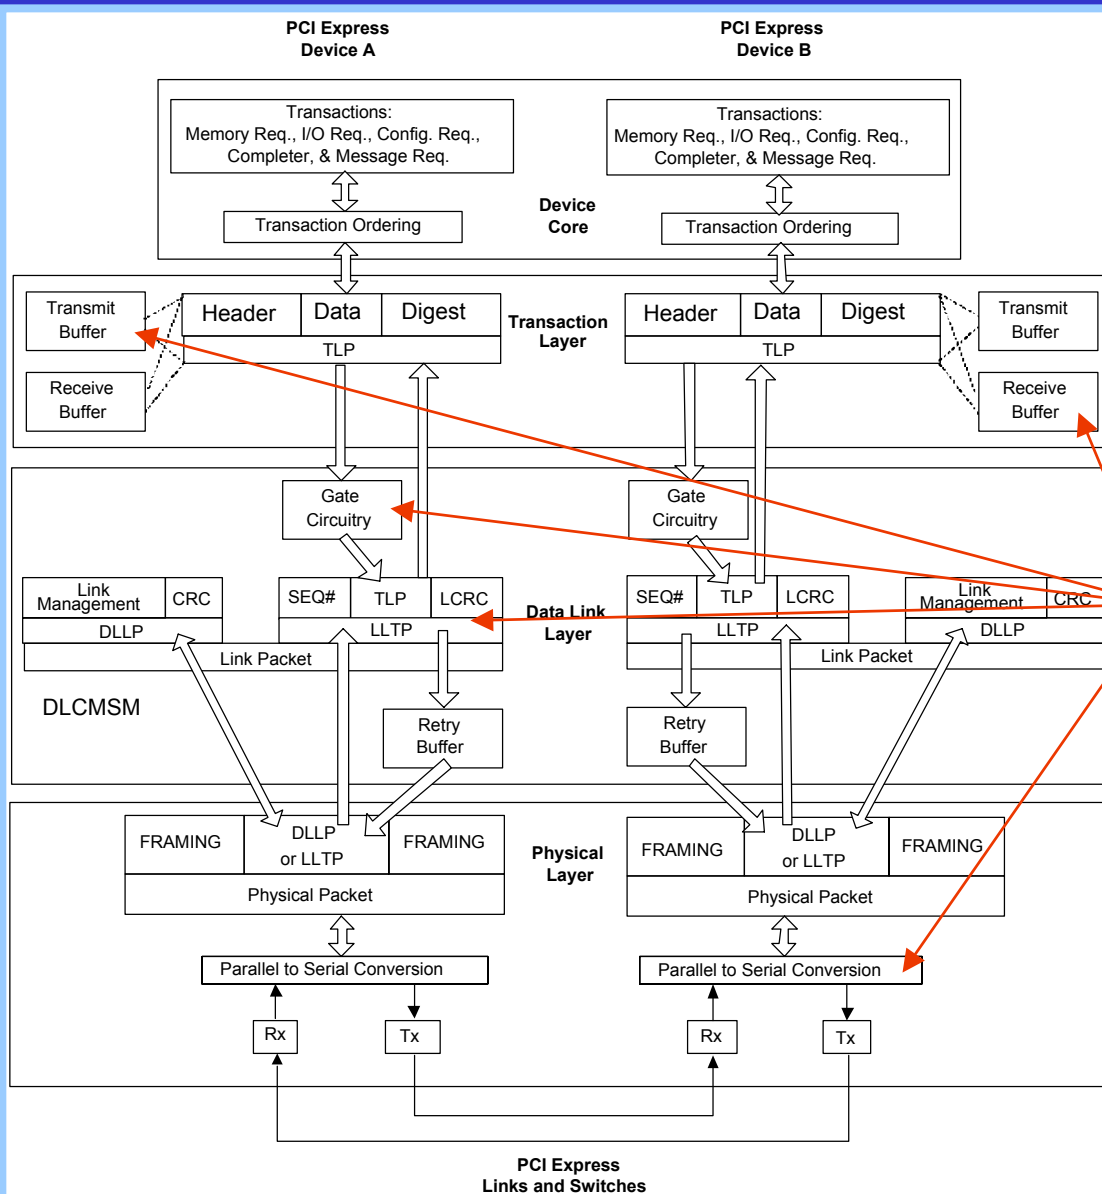 PCI Express
Device A
PCI Express
Device B
Transactions:
Memory Req., I/O Req., Config. Req.,
Completer, & Message Req.
Transactions:
Memory Req., I/O Req., Config. Req.,
Completer, & Message Req.
Device
Core
Transaction Ordering
Transaction Ordering
Transmit
Buffer
Header
Data
Digest
TLP
Receive
Buffer
Transaction
Layer
Header
Data
Digest
TLP
Transmit
Buffer
Receive
Buffer
Gate
Circuitry
Gate
Circuitry
Link
Management
CRC
DLLP
SEQ#
TLP
LCRC
LLTP
Link Packet
Data Link
Layer
SEQ#
TLP
LCRC
LLTP
Link
Management
CRC
DLLP
Link Packet
DLCMSM
Retry
Buffer
Retry
Buffer
FRAMING
DLLP
or LLTP
FRAMING
Physical Packet
Physical
Layer
FRAMING
DLLP
or LLTP
FRAMING
Physical Packet
Parallel to Serial Conversion
Parallel to Serial Conversion
Rx
Tx
Rx
Tx
PCI Express
Links and Switches